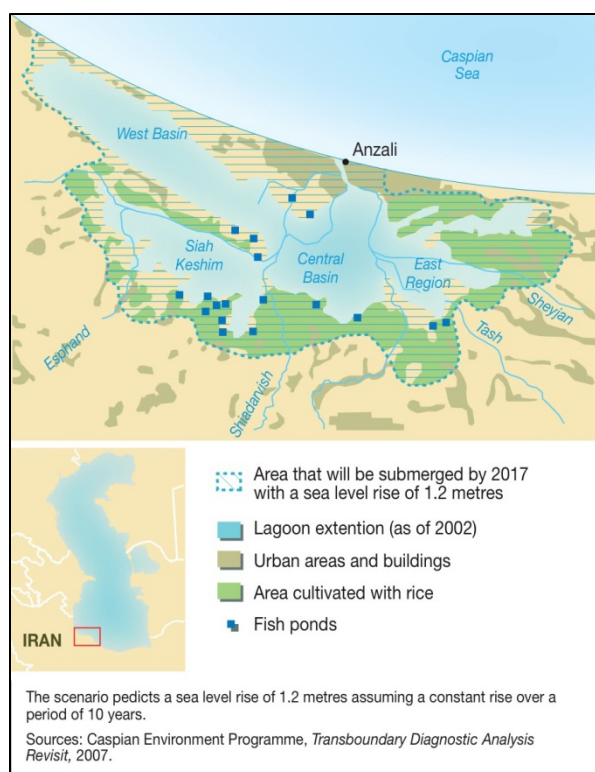 Caspian
Sea
West Basin
Anzali
Siah
Keshim
Central
Basin
East
Region
Sheyjan
Tash
Esphand
Shiadarvish
IRAN
Area that will be submerged by 2017
with a sea level rise of 1.2 metres
Lagoon extention (as of 2002)
Urban areas and buildings
Area cultivated with rice
Fish ponds
The scenario pedicts a sea level rise of 1.2 metres assuming a constant rise over a
period of 10 years.
Sources: Caspian Environment Programme, Transboundary Diagnostic Analysis
Revisit, 2007.